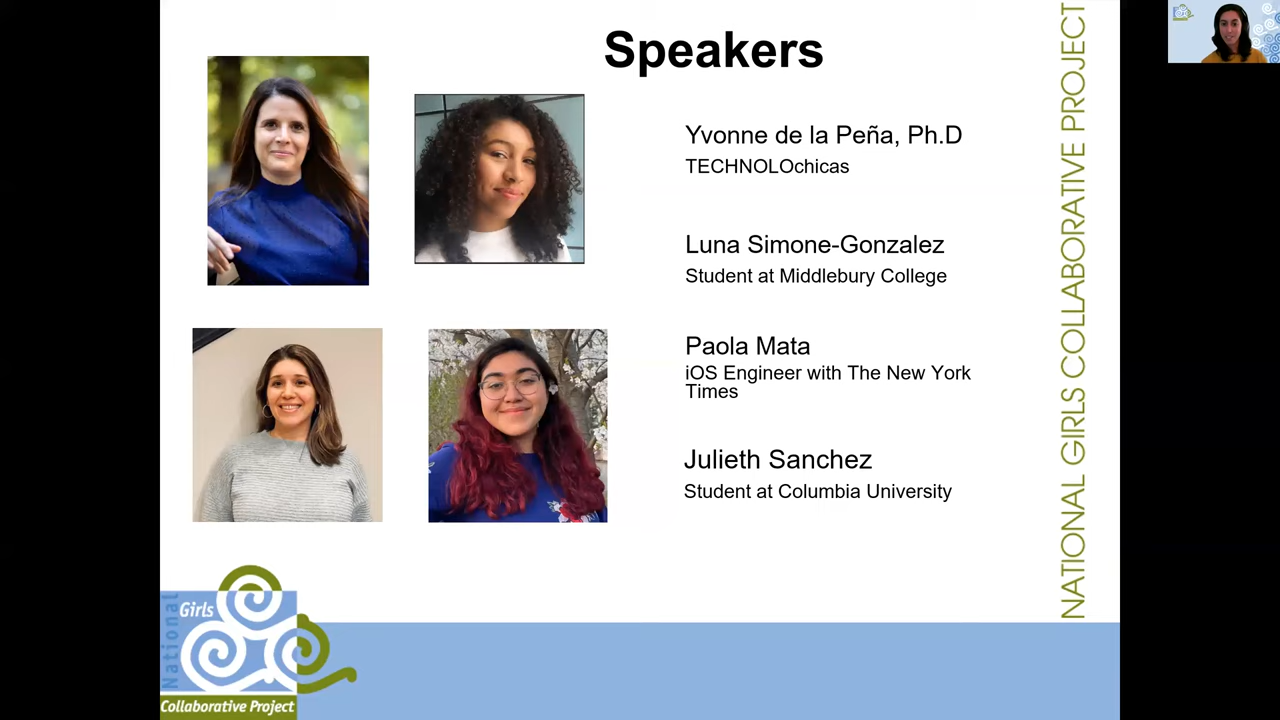 Speakers
Yvonne de la Peña, Ph.D
TECHNOLOchicas
Luna Simone-Gonzalez
Student at Middlebury College
Paola Mata
iOS Engineer with The New York
Times
Julieth Sanchez
Student at Columbia University
NATIONAL GIRLS COLLABORATIVE PROJECT
National
Girls
Collaborative Project